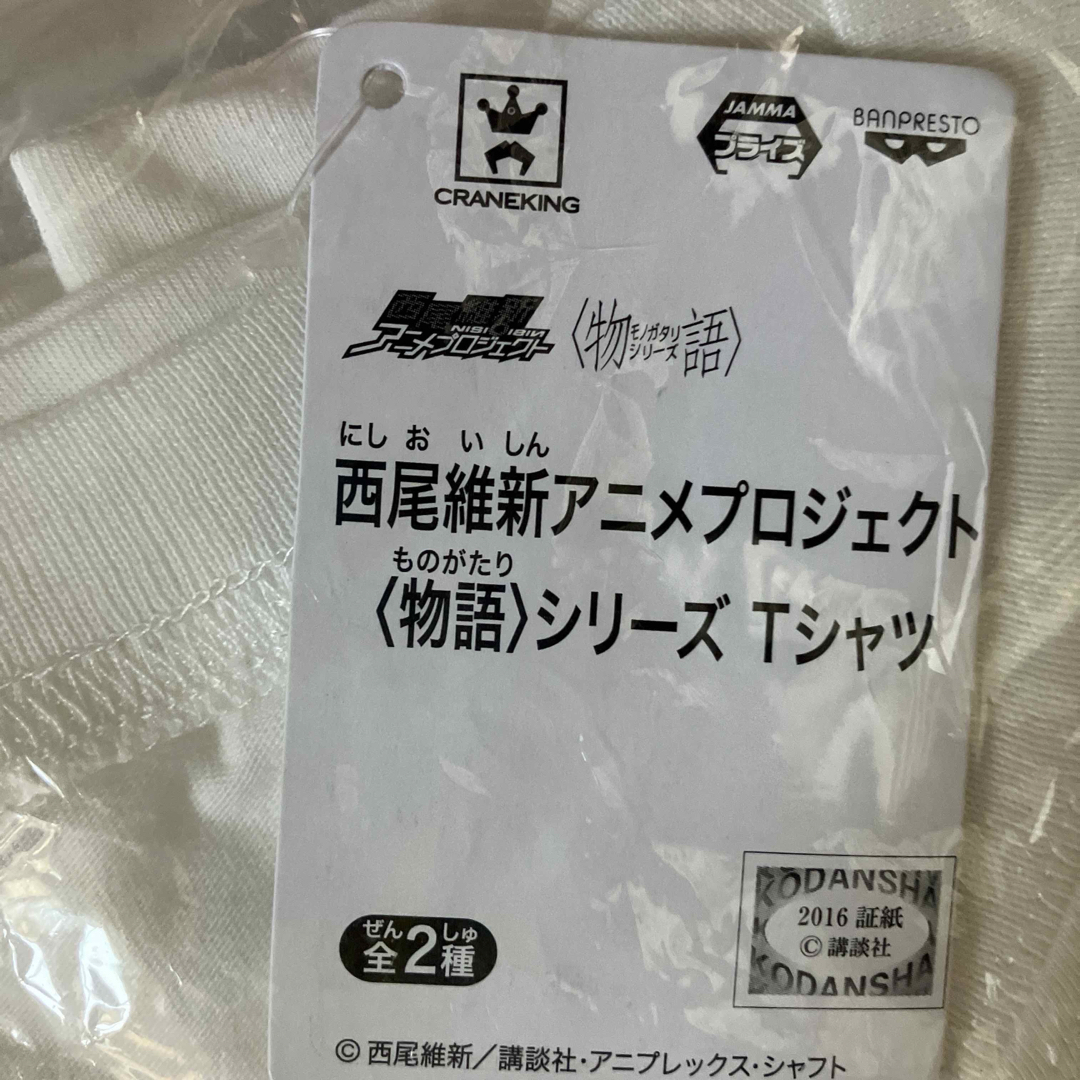 CRANEKING
JAMMA
プライズ
BANPRESTO
西尾維新
NISIOISIN
アニメプロジェクト
〈物語〉
モノガタリ
シリーズ
にし お い しん
西尾維新アニメプロジェクト
ものがたり
〈物語〉シリーズ Tシャツ
ぜん しゅ
全2種
KODANSHA
2016 証紙
©講談社
KODANSHA
© 西尾維新／講談社・アニプレックス・シャフト